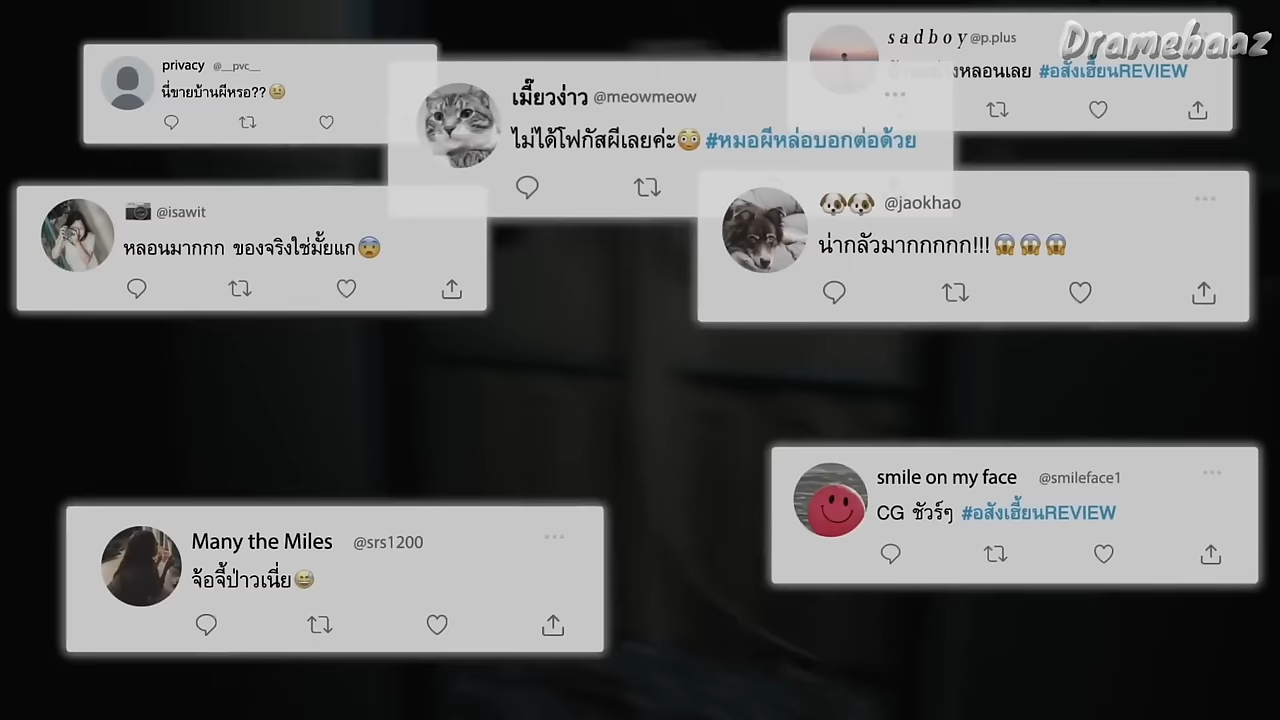 Dramebaaz
s a d b o y @p.plus
หลอนเลย #อสังเฮี้ยนREVIEW
privacy @__pvc__
นี่ขายบ้านผีหรอ??😐
เมี๊ยวง่าว @meowmeow
ไม่ได้โฟกัสผีเลยค่ะ😳 #หมอผีหล่อบอกต่อด้วย
📷 @isawit
หลอนมากกก ของจริงใช่มั้ยแก😨
🐶🐶 @jaokhao
น่ากลัวมากกกกก!!! 😱😱😱
smile on my face @smileface1
CG ชัวร์ๆ #อสังเฮี้ยนREVIEW
Many the Miles @srs1200
จ้อจี้ป่าวเนี่ย😅